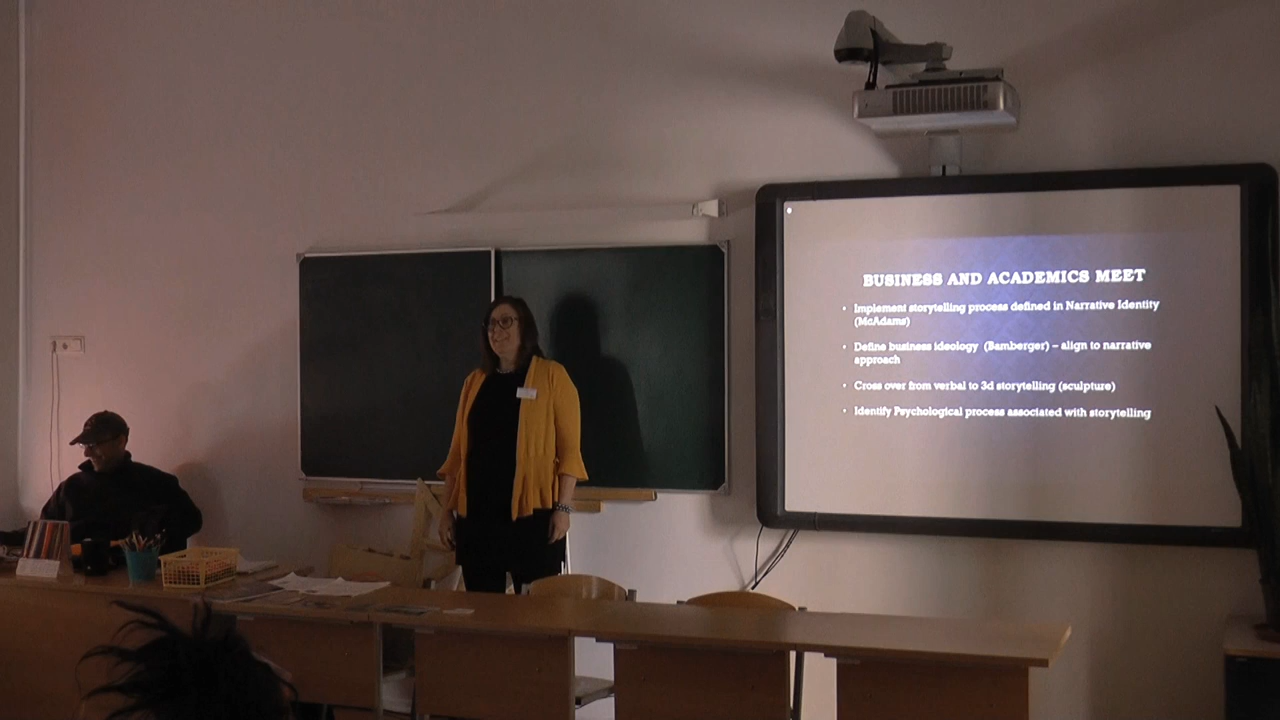 BUSINESS AND ACADEMICS MEET
• Implement storytelling process defined in Narrative Identity
(McAdams)
• Define business ideology (Bamberger) – align to narrative
approach
• Cross over from verbal to 3d storytelling (sculpture)
• Identify Psychological process associated with storytelling